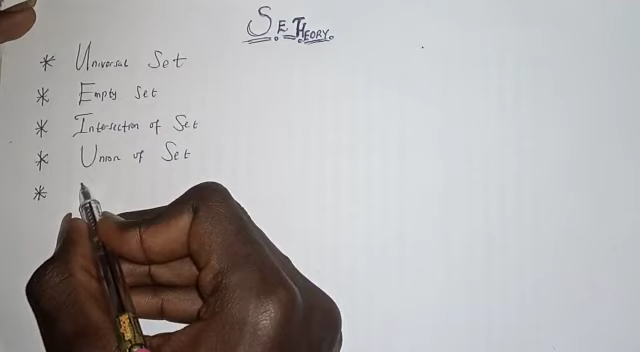 SET THEORY.
* Universal Set
* Empty Set
* Intersection of Set
* Union of Set
*